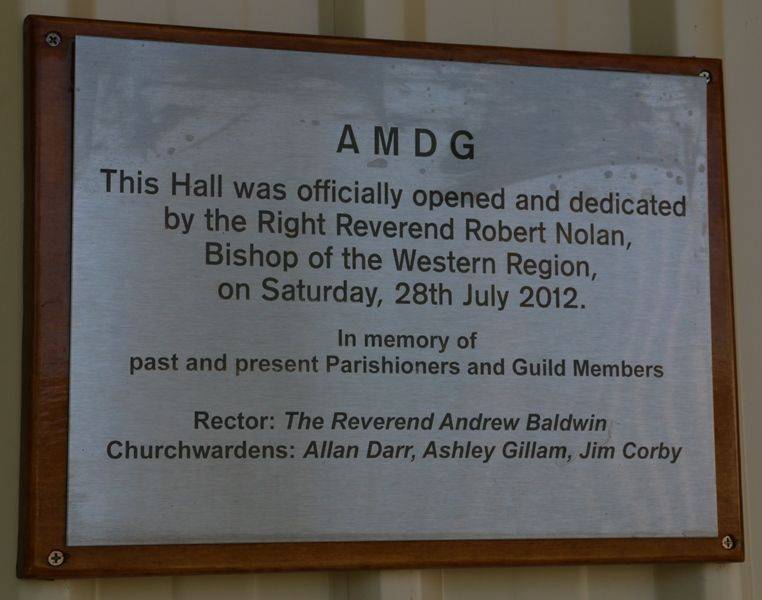 A M D G
This Hall was officially opened and dedicated
by the Right Reverend Robert Nolan,
Bishop of the Western Region,
on Saturday, 28th July 2012.
In memory of
past and present Parishioners and Guild Members
Rector: The Reverend Andrew Baldwin
Churchwardens: Allan Darr, Ashley Gillam, Jim Corby